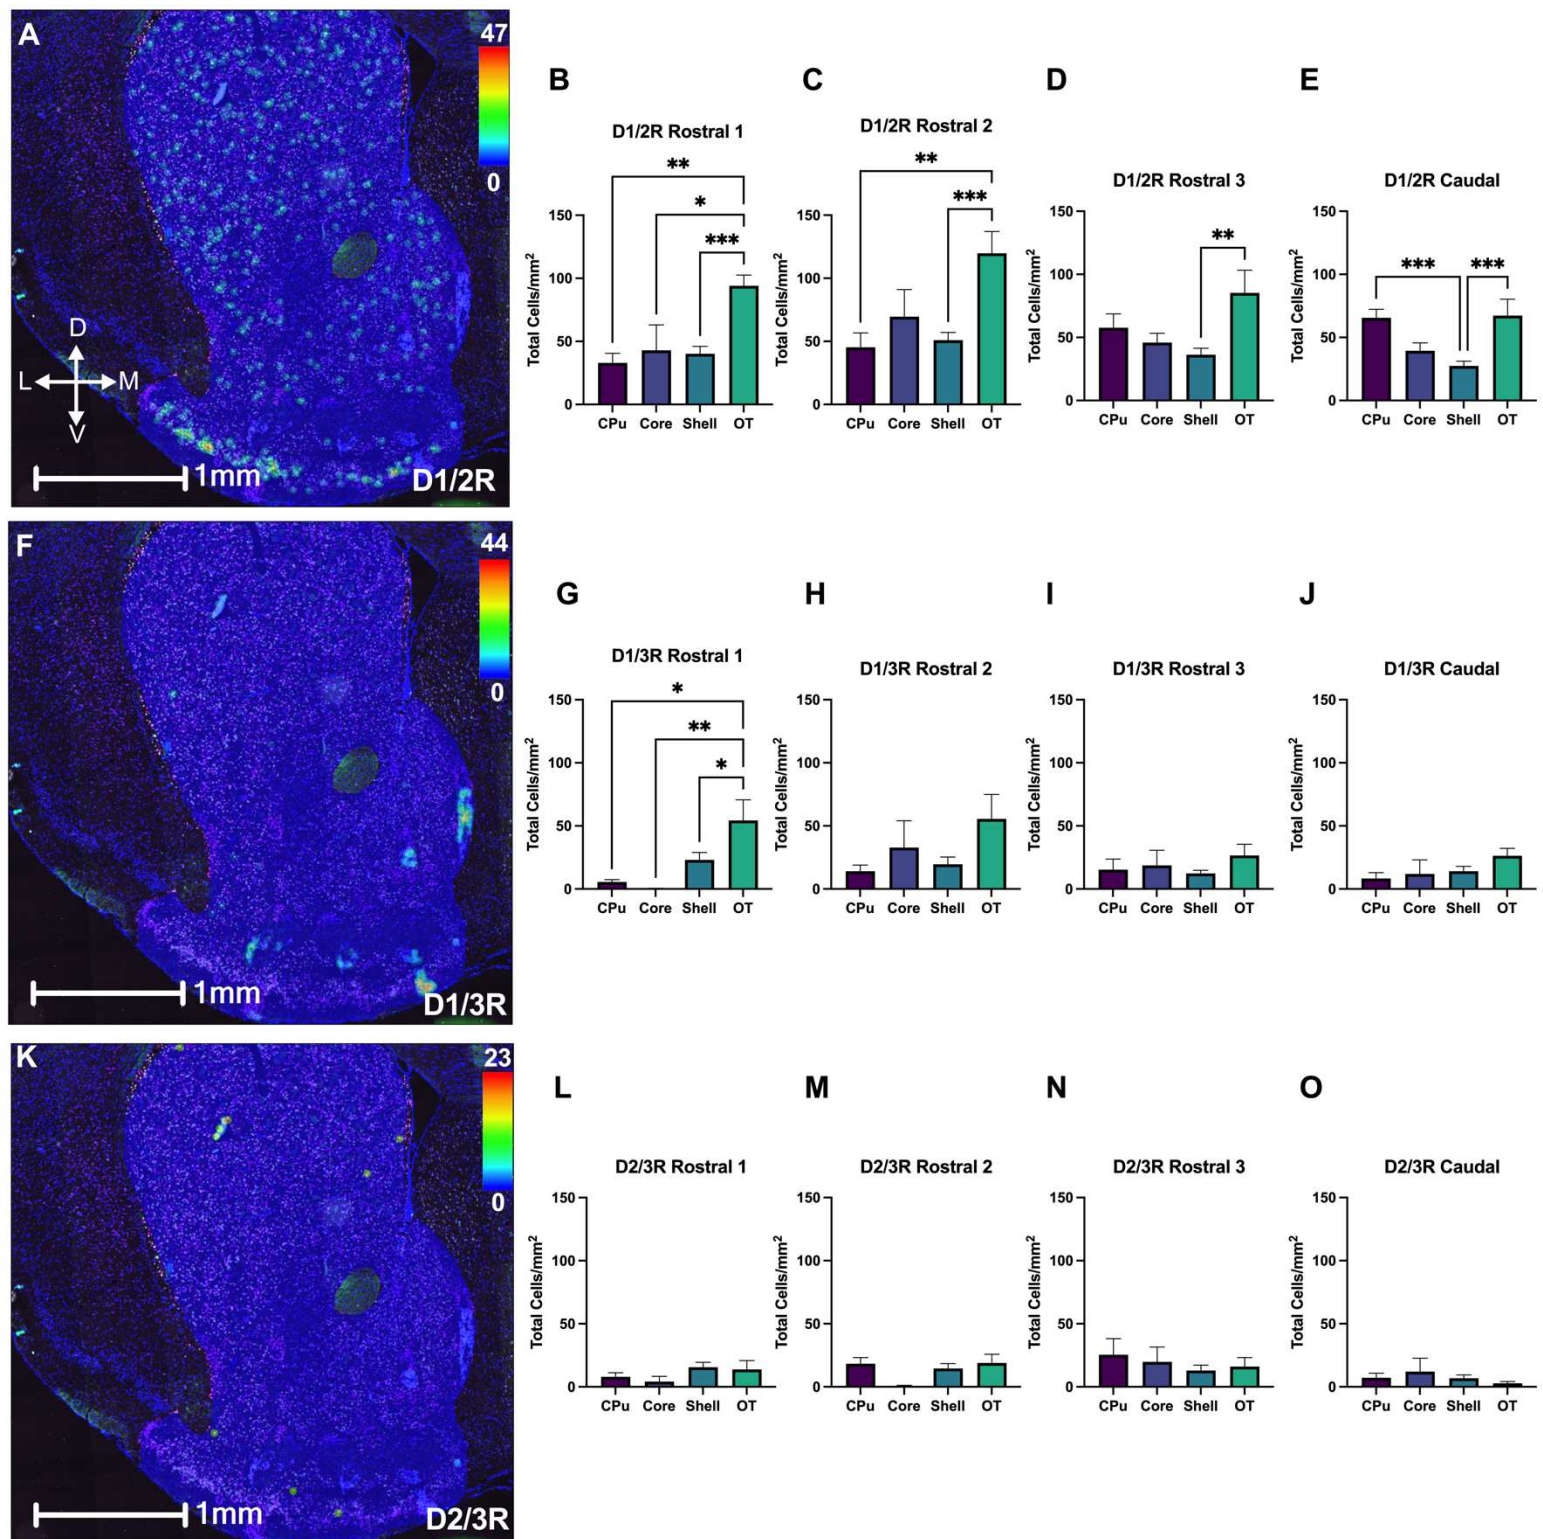 A
47
0
D
L M
V
1mm
D1/2R
B
D1/2R Rostral 1
**
*
***
150
100
50
0
Total Cells/mm²
CPu Core Shell OT
C
D1/2R Rostral 2
**
***
150
100
50
0
Total Cells/mm²
CPu Core Shell OT
D
D1/2R Rostral 3
**
150
100
50
0
Total Cells/mm²
CPu Core Shell OT
E
D1/2R Caudal
*** ***
150
100
50
0
Total Cells/mm²
CPu Core Shell OT
F
44
0
1mm
D1/3R
G
D1/3R Rostral 1
*
**
*
150
100
50
0
Total Cells/mm²
CPu Core Shell OT
H
D1/3R Rostral 2
150
100
50
0
Total Cells/mm²
CPu Core Shell OT
I
D1/3R Rostral 3
150
100
50
0
Total Cells/mm²
CPu Core Shell OT
J
D1/3R Caudal
150
100
50
0
Total Cells/mm²
CPu Core Shell OT
K
23
0
1mm
D2/3R
L
D2/3R Rostral 1
150
100
50
0
Total Cells/mm²
CPu Core Shell OT
M
D2/3R Rostral 2
150
100
50
0
Total Cells/mm²
CPu Core Shell OT
N
D2/3R Rostral 3
150
100
50
0
Total Cells/mm²
CPu Core Shell OT
O
D2/3R Caudal
150
100
50
0
Total Cells/mm²
CPu Core Shell OT